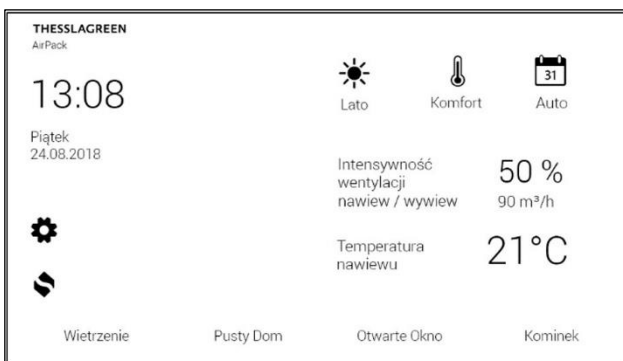 THESSLAGREEN
AirPack
13:08
Piątek
24.08.2018
31
Lato
Komfort
Auto
Intensywność
wentylacji
nawiew / wywiew
50 %
90 m³/h
Temperatura
nawiewu
21°C
Wietrzenie
Pusty Dom
Otwarte Okno
Kominek